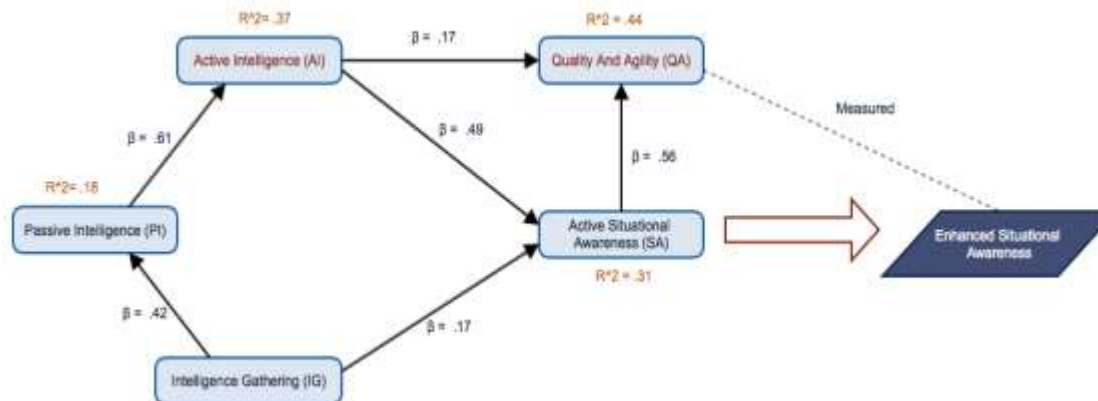 R^2= .37
R^2 = .44
Active Intelligence (AI)
β = .17
Quality And Agility (QA)
Measured
β = .61
β = .49
β = .56
R^2= .18
Passive Intelligence (PI)
Active Situational
Awareness (SA)
Enhanced Situational
Awareness
R^2 = .31
β = .42
β = .17
Intelligence Gathering (IG)